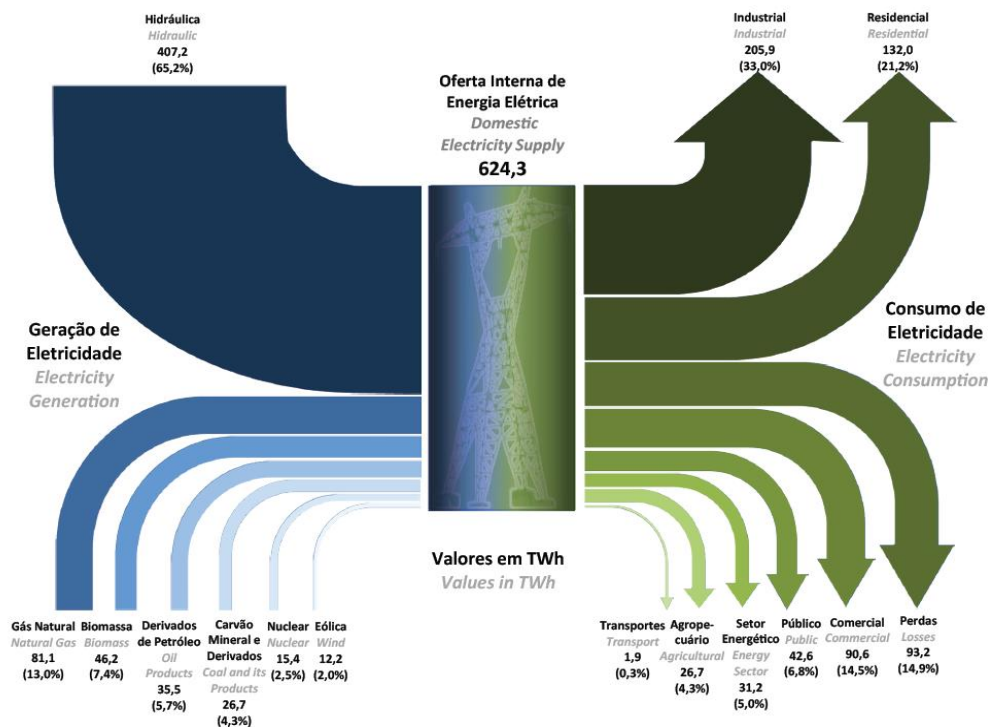 Hidráulica
Hidraulic
407,2
(65,2%)
Oferta Interna de
Energia Elétrica
Domestic
Electricity Supply
624,3
Industrial
Industrial
205,9
(33,0%)
Residencial
Residential
132,0
(21,2%)
Geração de
Eletricidade
Electricity
Generation
Consumo de
Eletricidade
Electricity
Consumption
Valores em TWh
Values in TWh
Gás Natural
Natural Gas
81,1
(13,0%)
Biomassa
Biomass
46,2
(7,4%)
Derivados
de Petróleo
Oil
Products
35,5
(5,7%)
Carvão
Mineral e
Derivados
Coal and its
Products
26,7
(4,3%)
Nuclear
Nuclear
15,4
(2,5%)
Eólica
Wind
12,2
(2,0%)
Transportes
Transport
1,9
(0,3%)
Agrope-
cuário
Agricultural
26,7
(4,3%)
Setor
Energético
Energy
Sector
31,2
(5,0%)
Público
Public
42,6
(6,8%)
Comercial
Commercial
90,6
(14,5%)
Perdas
Losses
93,2
(14,9%)